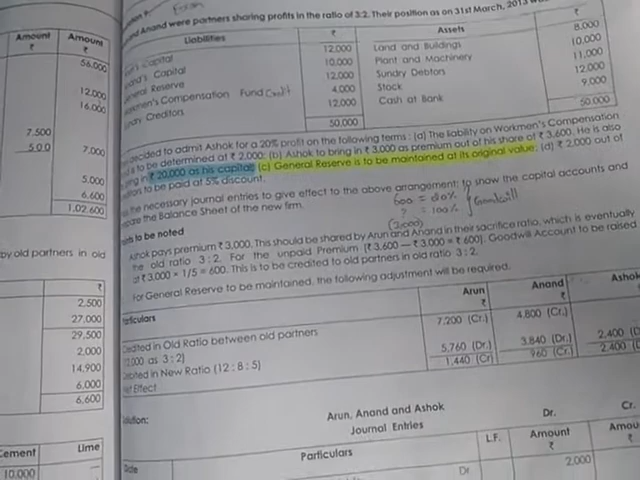 Amount
₹
Amount
₹
56,000
12,000
16,000
7,500
500
7,000
5,000
6,600
1,02,600
by old partners in old
₹
2,500
27,000
29,500
2,000
14,900
6,000
6,600
Cement
Lime
10,000
Anand were partners sharing profits in the ratio of 3:2. Their position as on 31st March, 2013
Liabilities ₹ Assets ₹
Capital 12,000 Land and Buildings 8,000
Capital 10,000 Plant and Machinery 10,000
Reserve 12,000 Sundry Debtors 11,000
Compensation Fund 4,000 Stock 12,000
Creditors 12,000 Cash at Bank 9,000
50,000 50,000
decided to admit Ashok for a 20% profit on the following terms : (a) The liability on Workmen's Compensation
is to be determined at ₹ 2,000; (b) Ashok to bring in ₹ 3,000 as premium out of his share of ₹ 3,600. He is also
₹ 20,000 as his capital; (c) General Reserve is to be maintained at its original value; (d) ₹ 2,000 out of
to be paid at 5% discount.
the necessary journal entries to give effect to the above arrangement; to show the capital accounts and
the Balance Sheet of the new firm.
600 = 20%
? = 100%
(3,000)
Goodwill
to be noted
Ashok pays premium ₹ 3,000. This should be shared by Arun and Anand in their sacrifice ratio, which is eventually
the old ratio 3 : 2. For the unpaid Premium (₹ 3,600 — ₹ 3,000 = ₹ 600). Goodwill Account to be raised
at ₹ 3,000 × 1/5 = 600. This is to be credited to old partners in old ratio 3 : 2.
For General Reserve to be maintained, the following adjustment will be required.
Particulars Arun Anand Ashok
₹ ₹
Credited in Old Ratio between old partners 7,200 (Cr.) 4,800 (Cr.)
as 3 : 2)
in New Ratio (12 : 8 : 5) 5,760 (Dr.) 3,840 (Dr.) 2,400
Effect 1,440 (Cr) 960 (Cr.) 2,400
Arun, Anand and Ashok
Journal Entries
Dr. Cr.
Date Particulars L.F. Amount
₹
Dr 2,000